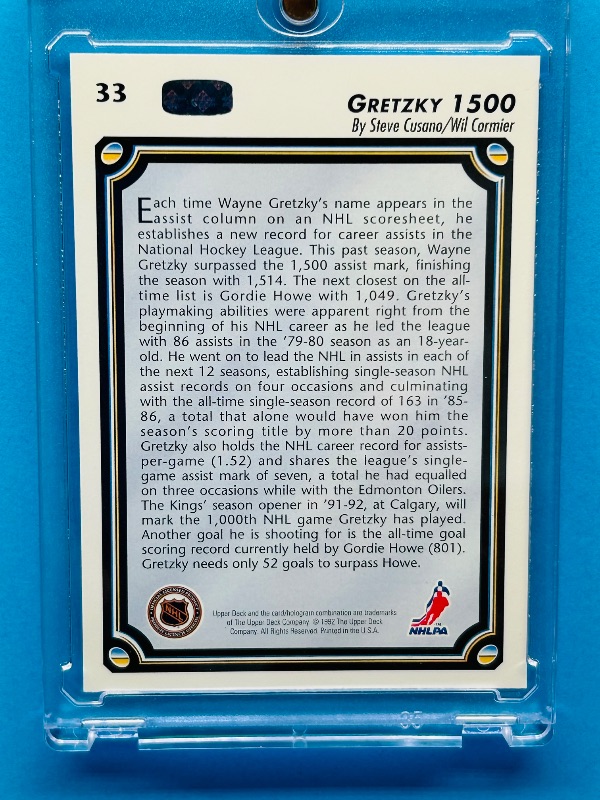 33
GRETZKY 1500
By Steve Cusano/Wil Cormier
Each time Wayne Gretzky's name appears in the
assist column on an NHL scoresheet, he
establishes a new record for career assists in the
National Hockey League. This past season, Wayne
Gretzky surpassed the 1,500 assist mark, finishing
the season with 1,514. The next closest on the all-
time list is Gordie Howe with 1,049. Gretzky's
playmaking abilities were apparent right from the
beginning of his NHL career as he led the league
with 86 assists in the '79-80 season as an 18-year-
old. He went on to lead the NHL in assists in each of
the next 12 seasons, establishing single-season NHL
assist records on four occasions and culminating
with the all-time single-season record of 163 in '85-
86, a total that alone would have won him the
season's scoring title by more than 20 points.
Gretzky also holds the NHL career record for assists-
per-game (1.52) and shares the league's single-
game assist mark of seven, a total he had equalled
on three occasions while with the Edmonton Oilers.
The Kings' season opener in '91-92, at Calgary, will
mark the 1,000th NHL game Gretzky has played.
Another goal he is shooting for is the all-time goal
scoring record currently held by Gordie Howe (801).
Gretzky needs only 52 goals to surpass Howe.
NHL
Upper Deck and the card/hologram combination are trademarks
of The Upper Deck Company. © 1992 The Upper Deck
Company. All Rights Reserved. Printed in the U.S.A.
TM
NHLPA
35